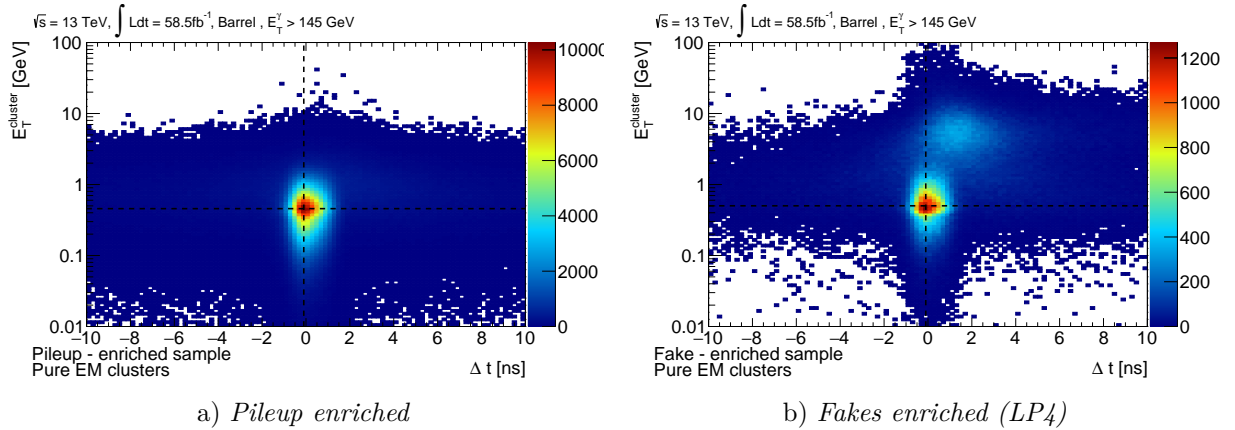 √s = 13 TeV, ∫ Ldt = 58.5fb⁻¹, Barrel , E_T^γ > 145 GeV
E_T^cluster [GeV]
100
10
1
0.1
0.01
−10 −8 −6 −4 −2 0 2 4 6 8 10
10000
8000
6000
4000
2000
0
Pileup - enriched sample
Pure EM clusters
Δ t [ns]
a) Pileup enriched
√s = 13 TeV, ∫ Ldt = 58.5fb⁻¹, Barrel , E_T^γ > 145 GeV
E_T^cluster [GeV]
100
10
1
0.1
0.01
−10 −8 −6 −4 −2 0 2 4 6 8 10
1200
1000
800
600
400
200
0
Fake - enriched sample
Pure EM clusters
Δ t [ns]
b) Fakes enriched (LP4)